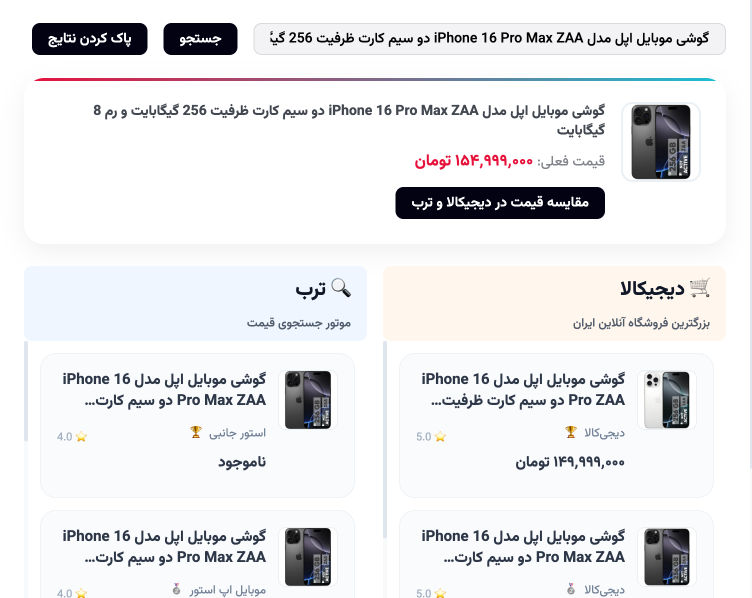 گوشی موبایل اپل مدل iPhone 16 Pro Max ZAA دو سیم کارت ظرفیت 256 گیگ
جستجو
پاک کردن نتایج
گوشی موبایل اپل مدل iPhone 16 Pro Max ZAA دو سیم کارت ظرفیت 256 گیگابایت و رم 8
گیگابایت
قیمت فعلی: ۱۵۴,۹۹۹,۰۰۰ تومان
مقایسه قیمت در دیجیکالا و ترب
دیجیکالا
بزرگترین فروشگاه آنلاین ایران
گوشی موبایل اپل مدل iPhone 16
Pro ZAA دو سیم کارت ظرفیت...
دیجی‌کالا
5.0
۱۴۹,۹۹۹,۰۰۰ تومان
گوشی موبایل اپل مدل iPhone 16
Pro Max ZAA دو سیم کارت...
دیجی‌کالا
5.0
ترب
موتور جستجوی قیمت
گوشی موبایل اپل مدل iPhone 16
Pro Max ZAA دو سیم کارت...
استور جانبی
4.0
ناموجود
گوشی موبایل اپل مدل iPhone 16
Pro Max ZAA دو سیم کارت...
موبایل اپ استور
4.0